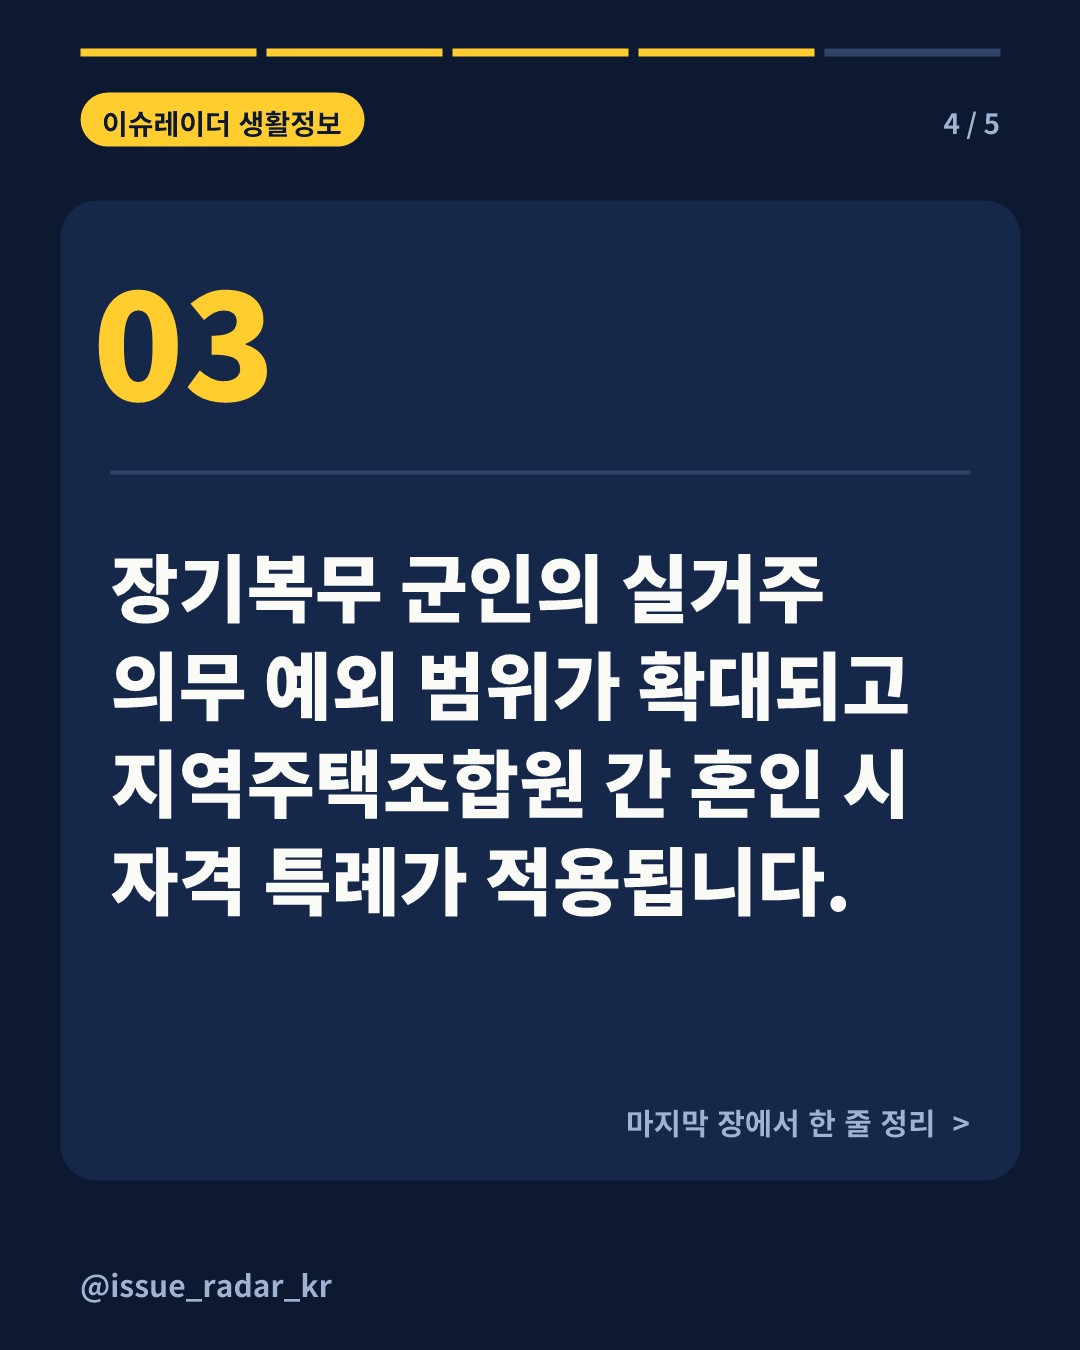 이슈레이더 생활정보
4 / 5
03
장기복무 군인의 실거주
의무 예외 범위가 확대되고
지역주택조합원 간 혼인 시
자격 특례가 적용됩니다.
마지막 장에서 한 줄 정리 >
@issue_radar_kr